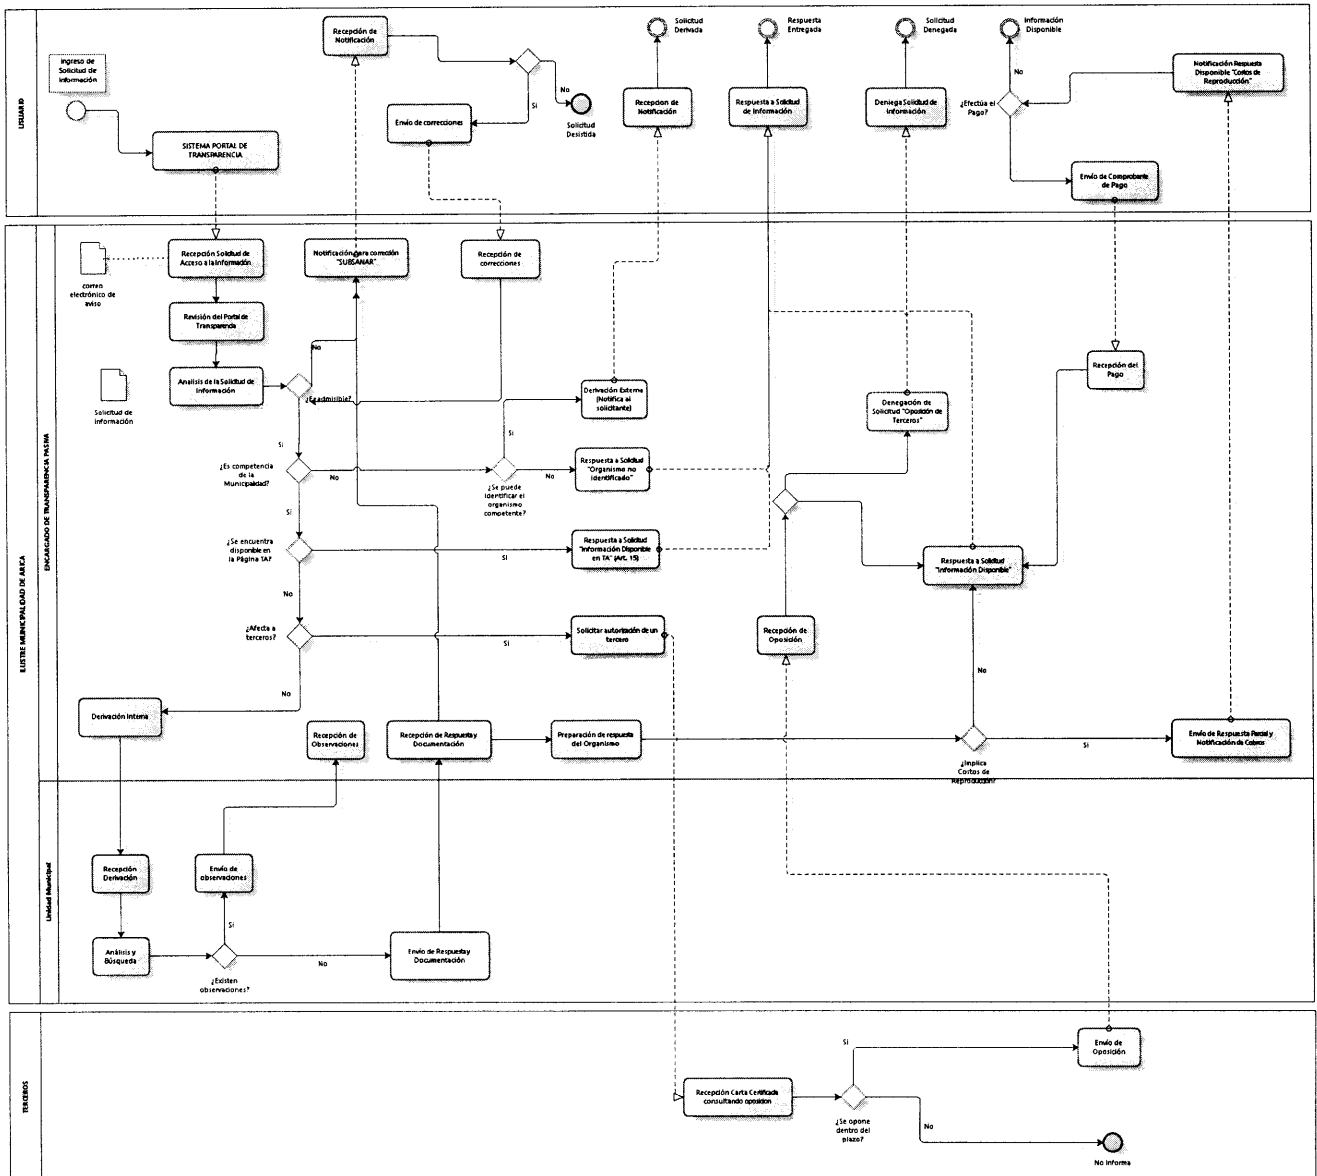 USUARIO
Ingreso de
Solicitud de
Información
SISTEMA PORTAL DE
TRANSPARENCIA
Recepción de
Notificación
No
Si
Solicitud
Desistida
Envío de correcciones
Solicitud
Derivada
Recepcion de
Notificación
Respuesta
Entregada
Respuesta a Solicitud
de Información
Solicitud
Denegada
Deniega Solicitud de
Información
Información
Disponible
No
¿Efectúa el
Pago?
Notificación Respuesta
Disponible "Costos de
Reproducción"
Envío de Comprobante
de Pago
ILUSTRE MUNICIPALIDAD DE ARICA
ENCARGADO DE TRANSPARENCIA PASIVA
correo
electrónico de
aviso
Recepción Solicitud de
Acceso a la Información
Revisión del Portal de
Transparencia
Solicitud de
información
Analisis de la Solicitud de
Información
Notificación para corrección
"SUBSANAR"
Recepción de
correcciones
No
¿Es admisible?
Si
¿Es competencia
de la
Municipalidad?
No
Si
¿Se puede
identificar el
organismo
competente?
Si
No
Derivación Externa
(Notifica al
solicitante)
Respuesta a Solicitud
"Organismo no
Identificado"
¿Se encuentra
disponible en
la Página TA?
Si
No
Respuesta a Solicitud
"Información Disponible
en TA" (Art. 15)
¿Afecta a
terceros?
Si
No
Solicitar autorización de un
tercero
Denegación de
Solicitud "Oposición de
Terceros"
Recepción del
Pago
Respuesta a Solicitud
"Información Disponible"
Recepción de
Oposición
No
Derivación Interna
Recepción de
Observaciones
Recepción de Respuesta y
Documentación
Preparación de respuesta
del Organismo
¿Implica
Costos de
Reproducción?
Si
Envío de Respuesta Parcial y
Notificación de Cobros
Unidad Municipal
Recepción
Derivación
Envío de
observaciones
Si
Análisis y
Búsqueda
¿Existen
observaciones?
No
Envío de Respuesta y
Documentación
TERCEROS
Recepción Carta Certificada
consultando oposicion
Si
¿Se opone
dentro del
plazo?
No
Envío de
Oposición
No Informa